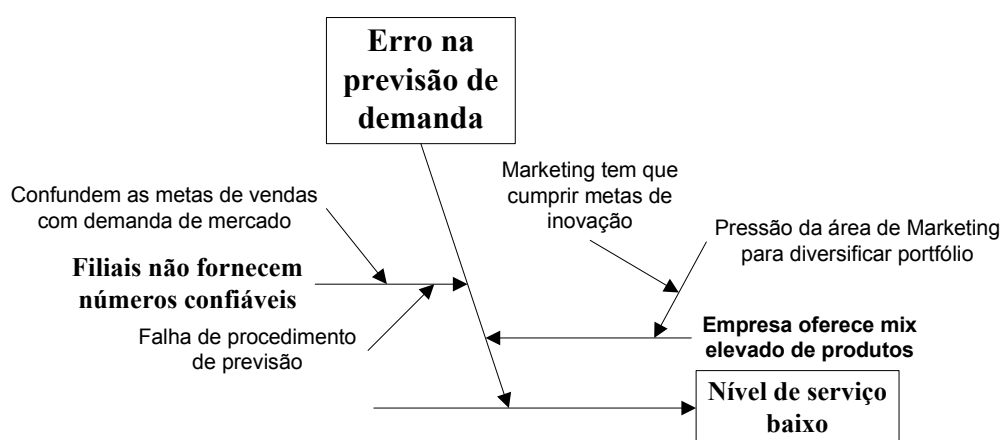 Erro na
previsão de
demanda
Marketing tem que
cumprir metas de
inovação
Confundem as metas de vendas
com demanda de mercado
Pressão da área de Marketing
para diversificar portfólio
Filiais não fornecem
números confiáveis
Falha de procedimento
de previsão
Empresa oferece mix
elevado de produtos
Nível de serviço
baixo